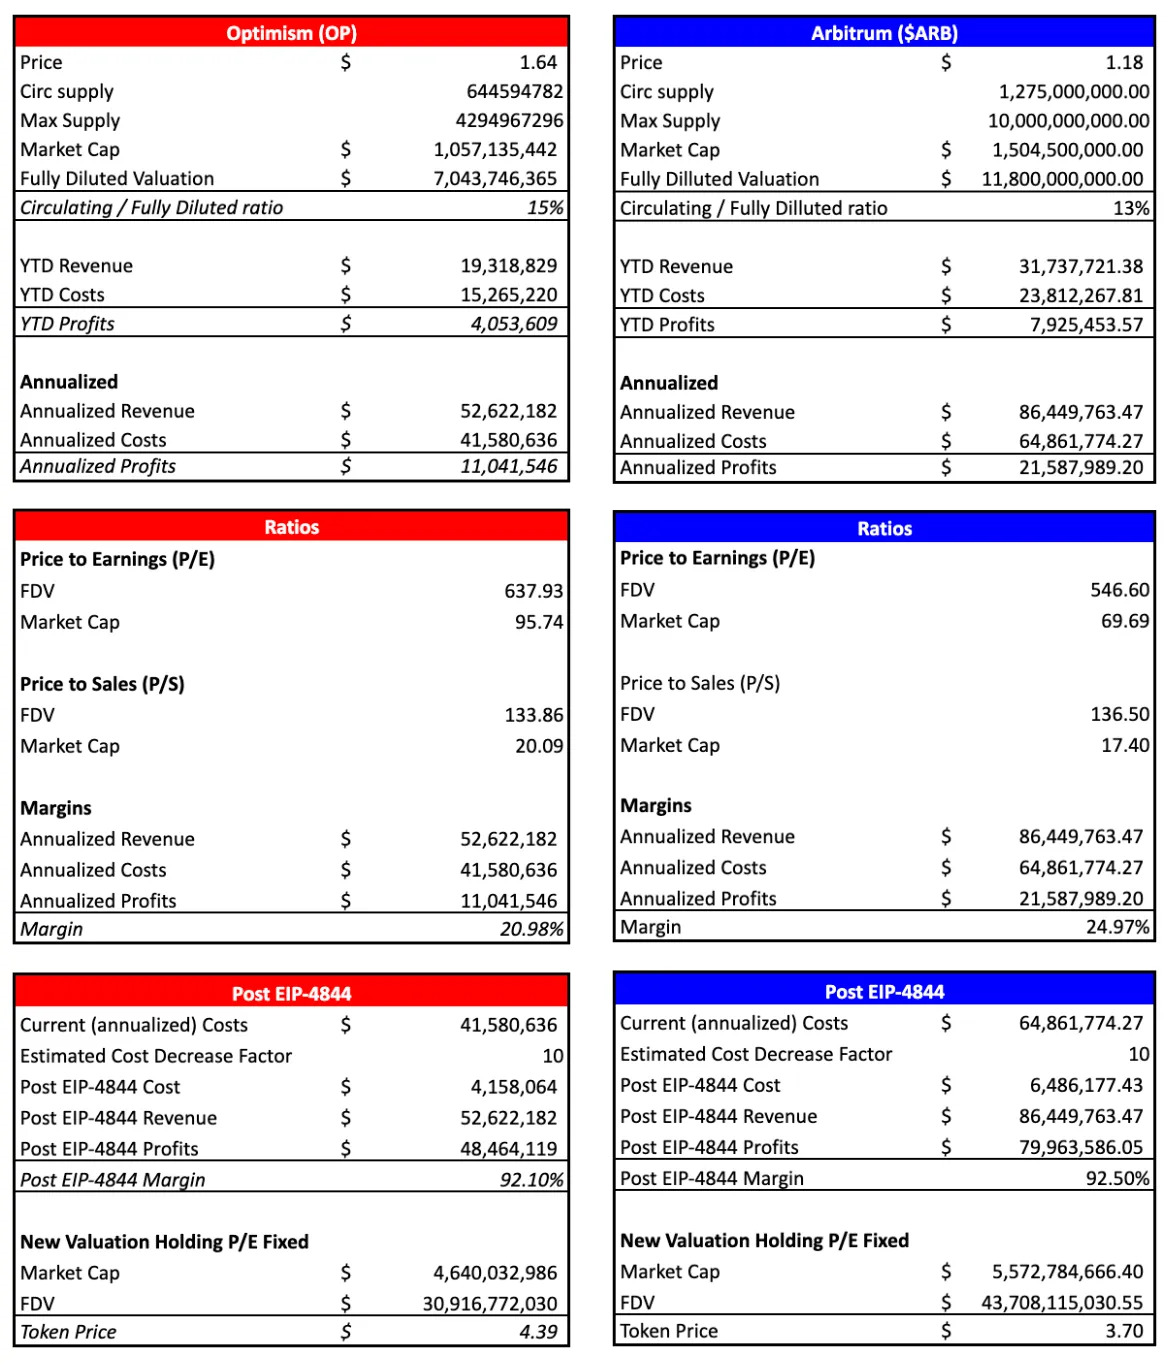 Optimism (OP)
Price $ 1.64
Circ supply 644594782
Max Supply 4294967296
Market Cap $ 1,057,135,442
Fully Diluted Valuation $ 7,043,746,365
Circulating / Fully Diluted ratio 15%
YTD Revenue $ 19,318,829
YTD Costs $ 15,265,220
YTD Profits $ 4,053,609
Annualized
Annualized Revenue $ 52,622,182
Annualized Costs $ 41,580,636
Annualized Profits $ 11,041,546
Ratios
Price to Earnings (P/E)
FDV 637.93
Market Cap 95.74
Price to Sales (P/S)
FDV 133.86
Market Cap 20.09
Margins
Annualized Revenue $ 52,622,182
Annualized Costs $ 41,580,636
Annualized Profits $ 11,041,546
Margin 20.98%
Post EIP-4844
Current (annualized) Costs $ 41,580,636
Estimated Cost Decrease Factor 10
Post EIP-4844 Cost $ 4,158,064
Post EIP-4844 Revenue $ 52,622,182
Post EIP-4844 Profits $ 48,464,119
Post EIP-4844 Margin 92.10%
New Valuation Holding P/E Fixed
Market Cap $ 4,640,032,986
FDV $ 30,916,772,030
Token Price $ 4.39
Arbitrum ($ARB)
Price $ 1.18
Circ supply 1,275,000,000.00
Max Supply 10,000,000,000.00
Market Cap $ 1,504,500,000.00
Fully Dilluted Valuation $ 11,800,000,000.00
Circulating / Fully Dilluted ratio 13%
YTD Revenue $ 31,737,721.38
YTD Costs $ 23,812,267.81
YTD Profits $ 7,925,453.57
Annualized
Annualized Revenue $ 86,449,763.47
Annualized Costs $ 64,861,774.27
Annualized Profits $ 21,587,989.20
Ratios
Price to Earnings (P/E)
FDV 546.60
Market Cap 69.69
Price to Sales (P/S)
FDV 136.50
Market Cap 17.40
Margins
Annualized Revenue $ 86,449,763.47
Annualized Costs $ 64,861,774.27
Annualized Profits $ 21,587,989.20
Margin 24.97%
Post EIP-4844
Current (annualized) Costs $ 64,861,774.27
Estimated Cost Decrease Factor 10
Post EIP-4844 Cost $ 6,486,177.43
Post EIP-4844 Revenue $ 86,449,763.47
Post EIP-4844 Profits $ 79,963,586.05
Post EIP-4844 Margin 92.50%
New Valuation Holding P/E Fixed
Market Cap $ 5,572,784,666.40
FDV $ 43,708,115,030.55
Token Price $ 3.70